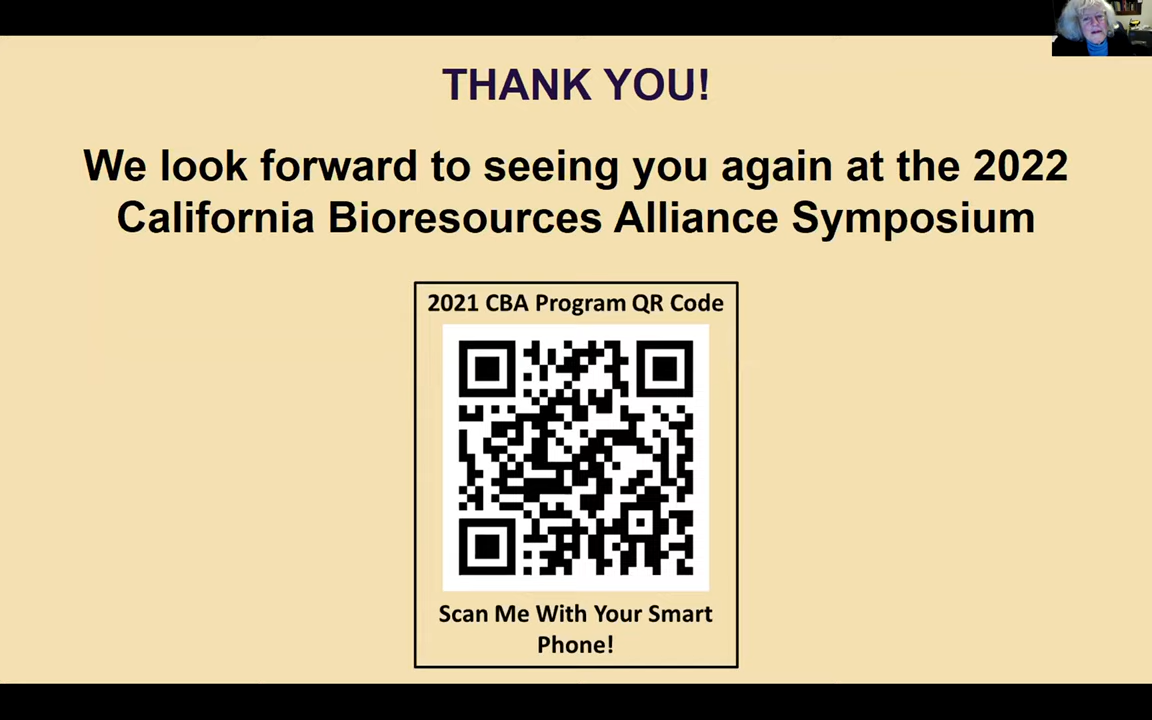 THANK YOU!
We look forward to seeing you again at the 2022
California Bioresources Alliance Symposium
2021 CBA Program QR Code
Scan Me With Your Smart
Phone!